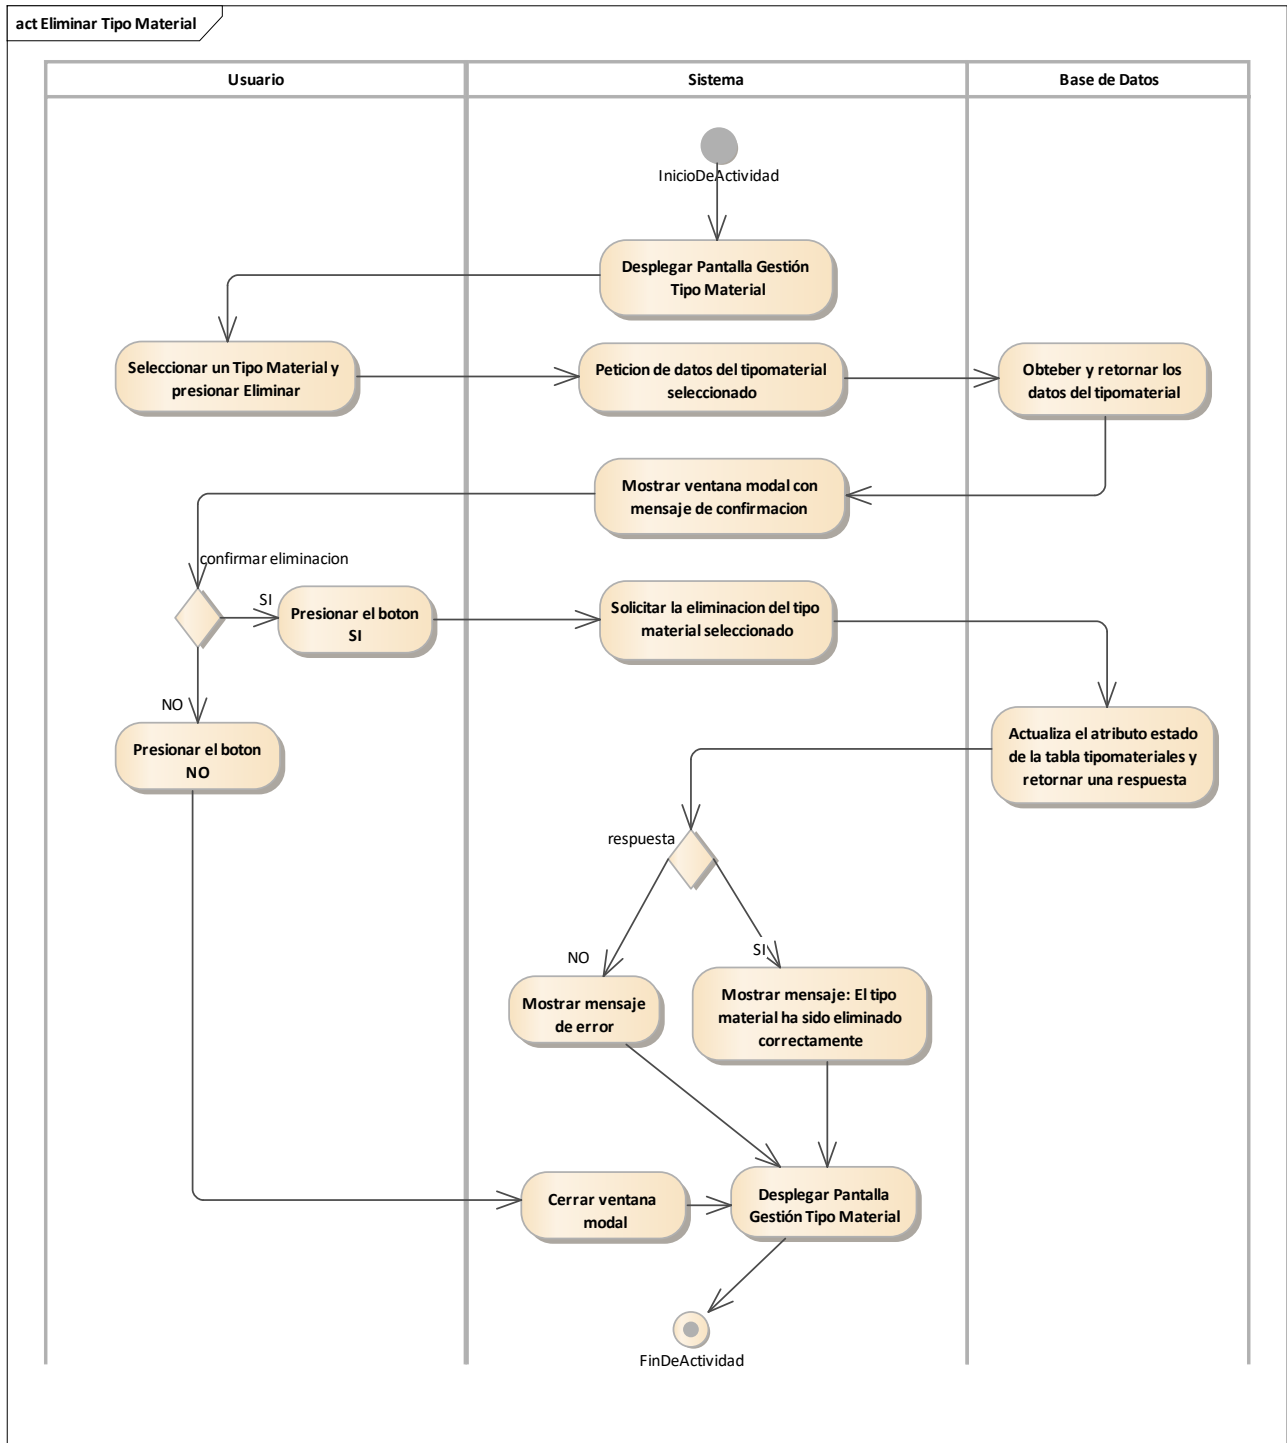 act Eliminar Tipo Material
Usuario
Sistema
Base de Datos
InicioDeActividad
Desplegar Pantalla Gestión
Tipo Material
Seleccionar un Tipo Material y
presionar Eliminar
Peticion de datos del tipomaterial
seleccionado
Obteber y retornar los
datos del tipomaterial
Mostrar ventana modal con
mensaje de confirmacion
confirmar eliminacion
SI
Presionar el boton
SI
Solicitar la eliminacion del tipo
material seleccionado
NO
Presionar el boton
NO
Actualiza el atributo estado
de la tabla tipomateriales y
retornar una respuesta
respuesta
NO
SI
Mostrar mensaje
de error
Mostrar mensaje: El tipo
material ha sido eliminado
correctamente
Cerrar ventana
modal
Desplegar Pantalla
Gestión Tipo Material
FinDeActividad